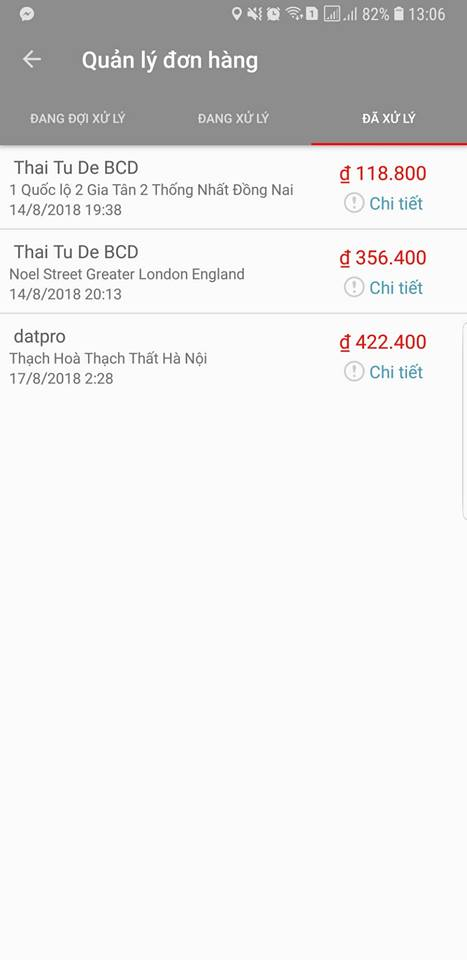 82% 13:06
Quản lý đơn hàng
ĐANG ĐỢI XỬ LÝ ĐANG XỬ LÝ ĐÃ XỬ LÝ
Thai Tu De BCD
₫ 118.800
1 Quốc lộ 2 Gia Tân 2 Thống Nhất Đồng Nai
14/8/2018 19:38
Chi tiết
Thai Tu De BCD
₫ 356.400
Noel Street Greater London England
14/8/2018 20:13
Chi tiết
datpro
₫ 422.400
Thạch Hoà Thạch Thất Hà Nội
17/8/2018 2:28
Chi tiết